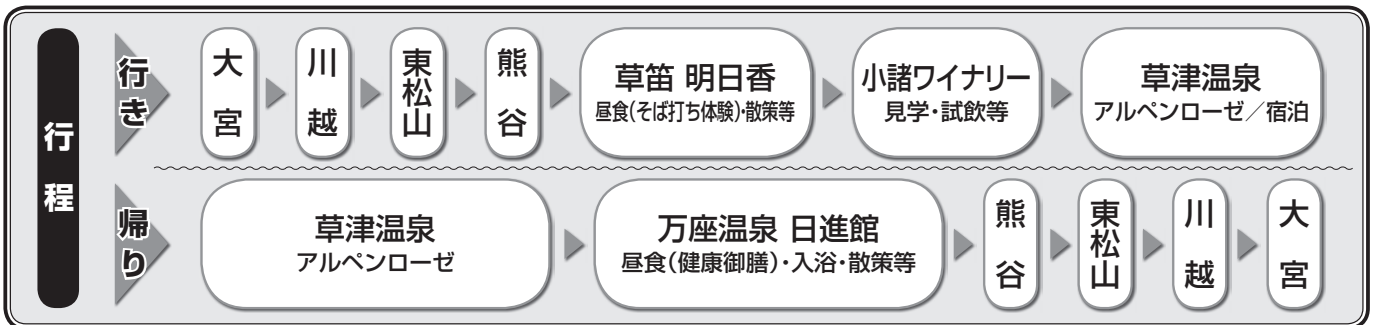 行程
行き
大宮
川越
東松山
熊谷
草笛 明日香
昼食(そば打ち体験)・散策等
小諸ワイナリー
見学・試飲等
草津温泉
アルペンローゼ／宿泊
帰り
草津温泉
アルペンローゼ
万座温泉 日進館
昼食(健康御膳)・入浴・散策等
熊谷
東松山
川越
大宮